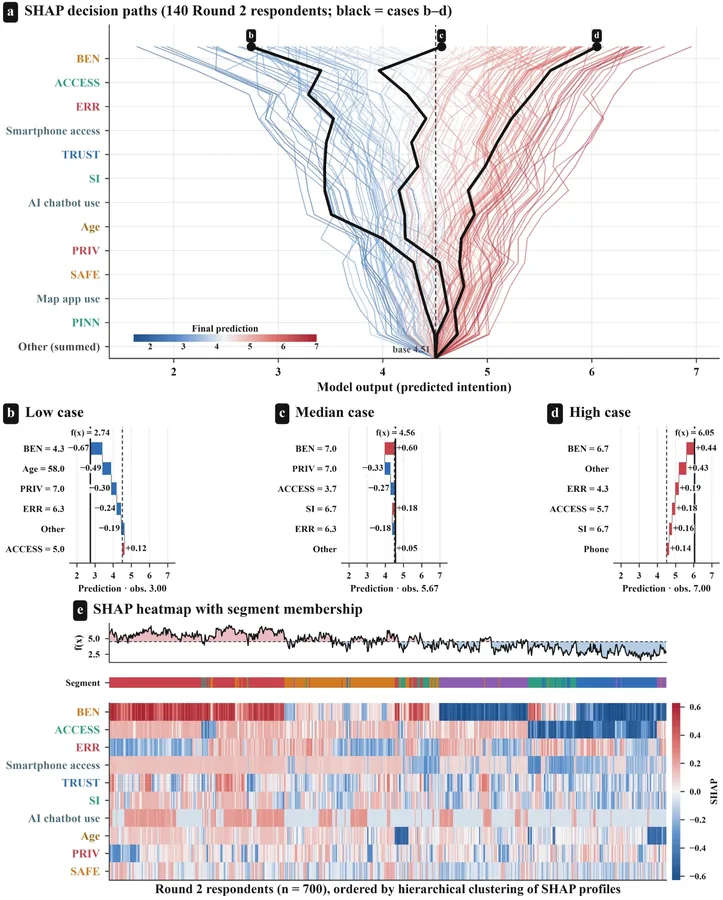 a SHAP decision paths (140 Round 2 respondents; black = cases b–d)
b c d
BEN
ACCESS
ERR
Smartphone access
TRUST
SI
AI chatbot use
Age
PRIV
SAFE
Map app use
PINN
Other (summed)
Final prediction
2 3 4 5 6 7
base 4.51
2 3 4 5 6 7
Model output (predicted intention)
b Low case
f(x) = 2.74
BEN = 4.3 −0.67
Age = 58.0 −0.49
PRIV = 7.0 −0.30
ERR = 6.3 −0.24
Other −0.19
ACCESS = 5.0 +0.12
2 3 4 5 6 7
Prediction · obs. 3.00
c Median case
f(x) = 4.56
BEN = 7.0 +0.60
PRIV = 7.0 −0.33
ACCESS = 3.7 −0.27
SI = 6.7 +0.18
ERR = 6.3 −0.18
Other +0.05
2 3 4 5 6 7
Prediction · obs. 5.67
d High case
f(x) = 6.05
BEN = 6.7 +0.44
Other +0.43
ERR = 4.3 +0.19
ACCESS = 5.7 +0.18
SI = 6.7 +0.16
Phone +0.14
2 3 4 5 6 7
Prediction · obs. 7.00
e SHAP heatmap with segment membership
f(x)
5.0
2.5
Segment
BEN
ACCESS
ERR
Smartphone access
TRUST
SI
AI chatbot use
Age
PRIV
SAFE
0.6
0.4
0.2
0.0
−0.2
−0.4
−0.6
SHAP
Round 2 respondents (n = 700), ordered by hierarchical clustering of SHAP profiles